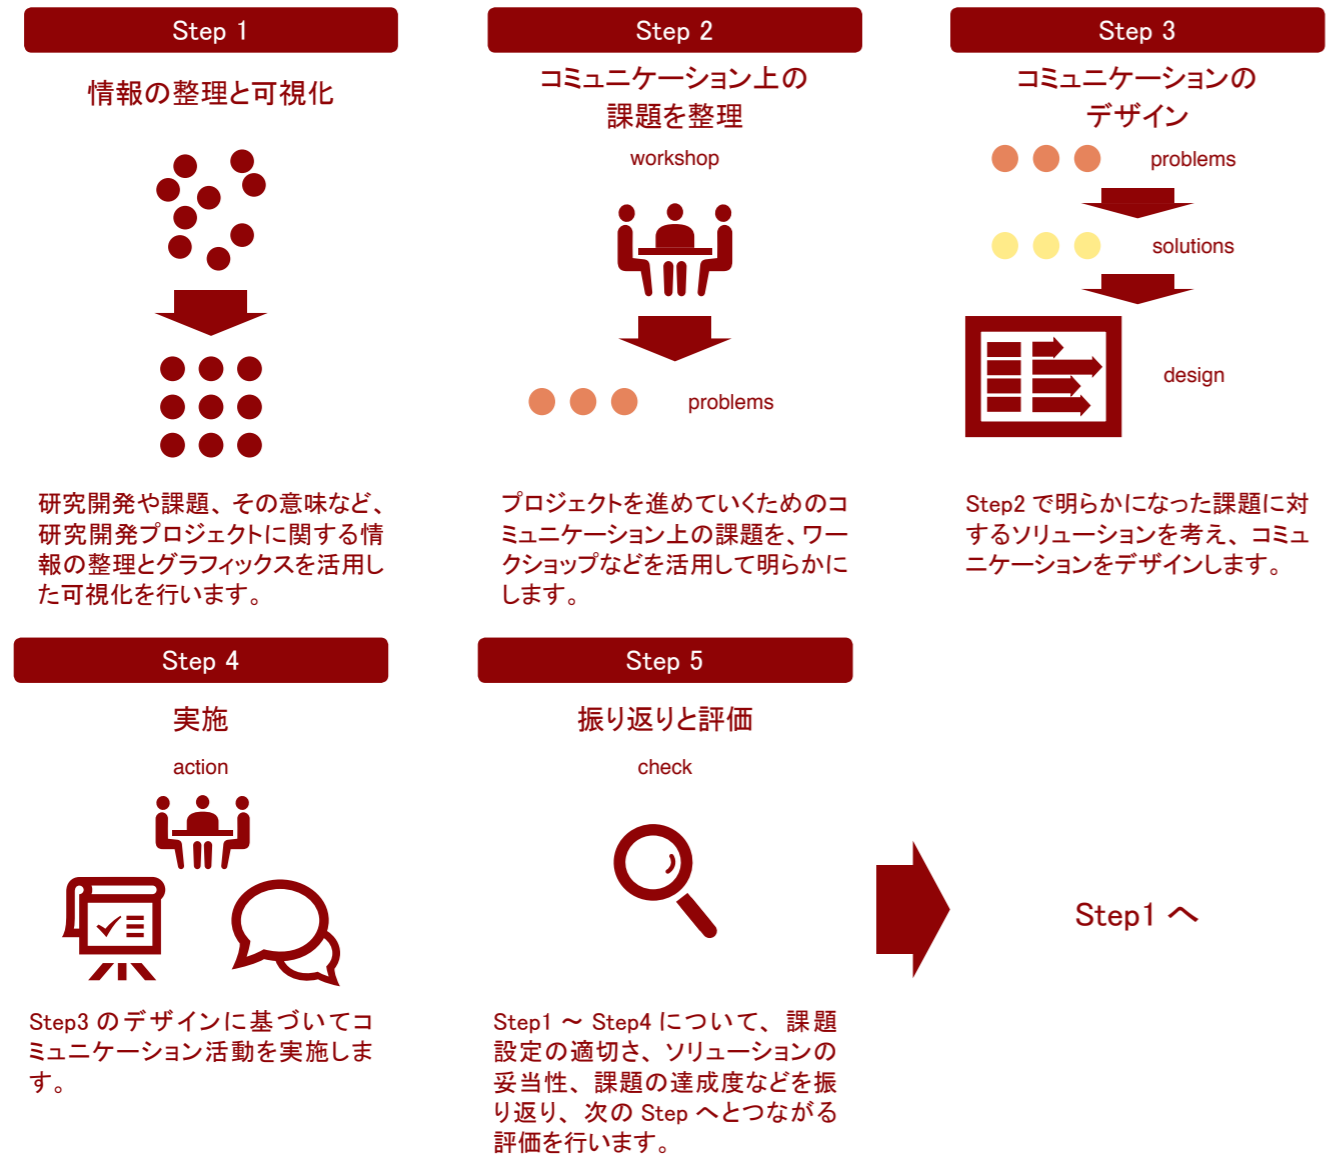 Step 1
情報の整理と可視化
研究開発や課題、その意味など、
研究開発プロジェクトに関する情
報の整理とグラフィックスを活用し
た可視化を行います。
Step 2
コミュニケーション上の
課題を整理
workshop
problems
プロジェクトを進めていくためのコ
ミュニケーション上の課題を、ワー
クショップなどを活用して明らかに
します。
Step 3
コミュニケーションの
デザイン
problems
solutions
design
Step2 で明らかになった課題に対
するソリューションを考え、コミュ
ニケーションをデザインします。
Step 4
実施
action
Step3 のデザインに基づいてコ
ミュニケーション活動を実施しま
す。
Step 5
振り返りと評価
check
Step1 ～ Step4 について、課題
設定の適切さ、ソリューションの
妥当性、課題の達成度などを振
り返り、次の Step へとつながる
評価を行います。
Step1 へ